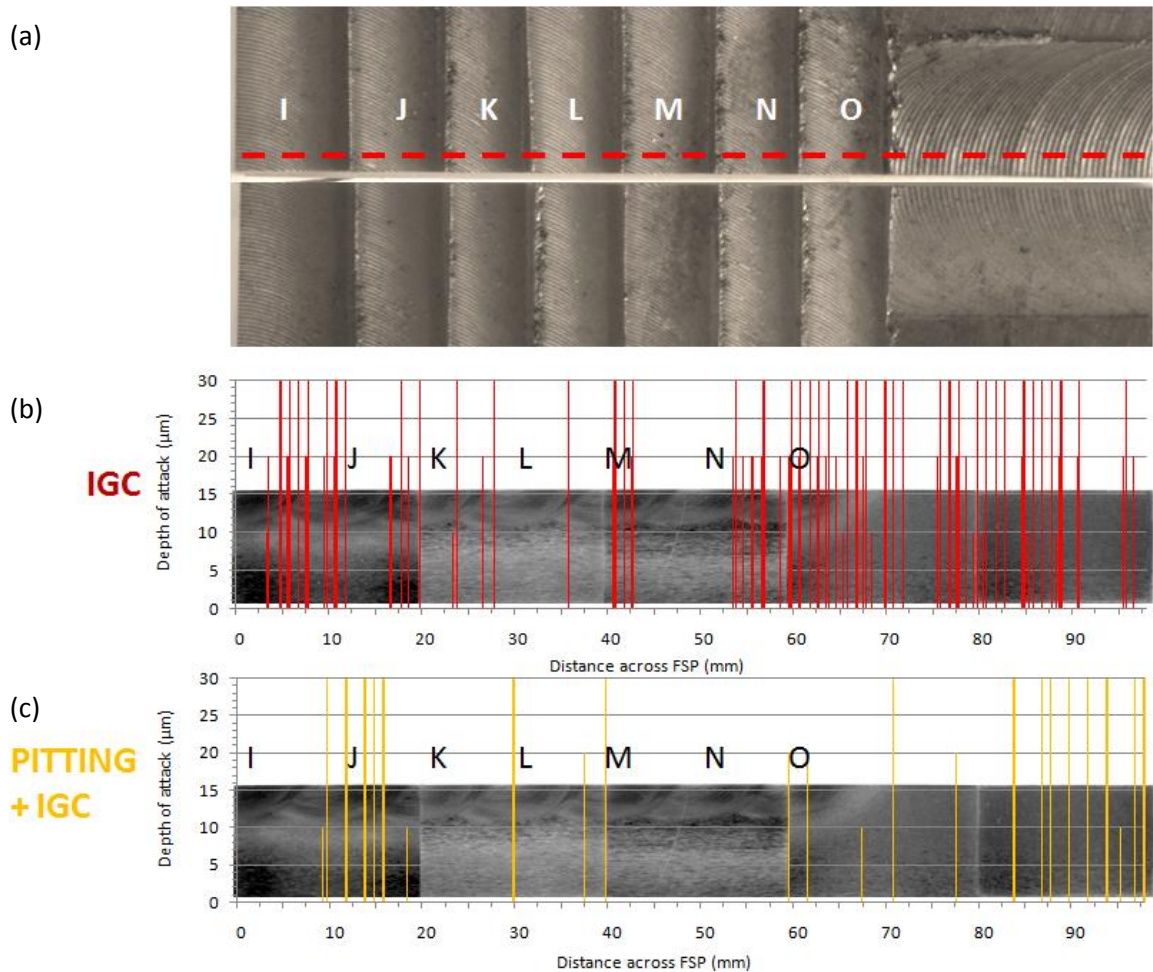 (a)
I J K L M N O
(b)
IGC
Depth of attack (µm)
30
25
20
15
10
5
0
I J K L M N O
0 10 20 30 40 50 60 70 80 90
Distance across FSP (mm)
(c)
PITTING
+ IGC
Depth of attack (µm)
30
25
20
15
10
5
0
I J K L M N O
0 10 20 30 40 50 60 70 80 90
Distance across FSP (mm)